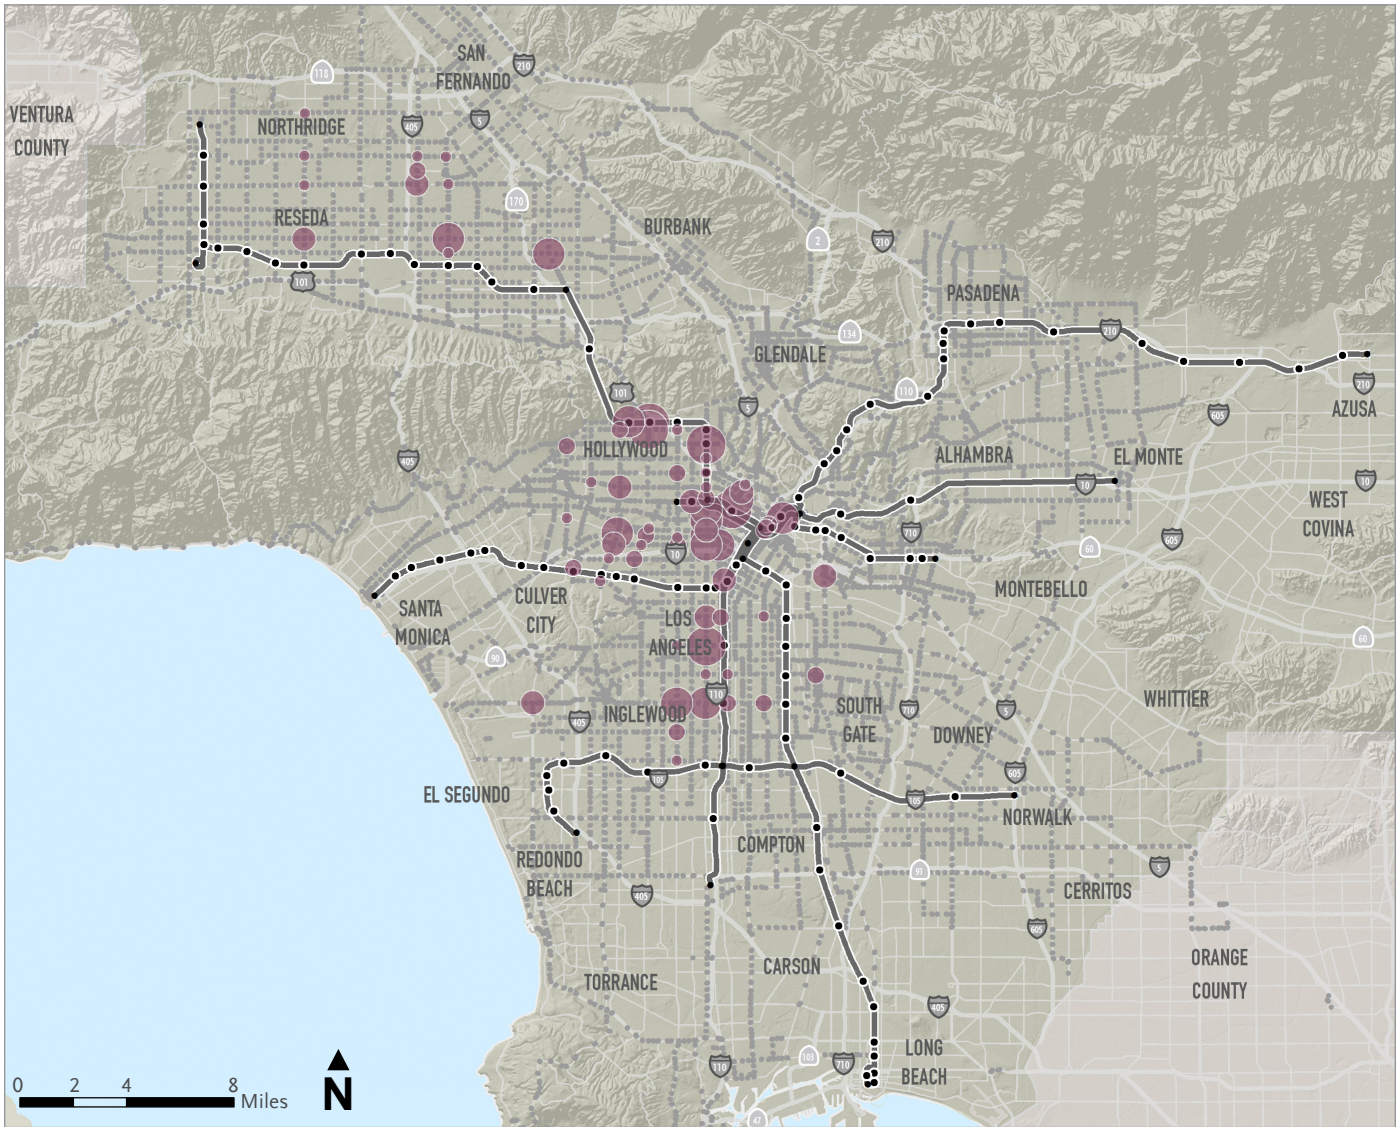 SAN
FERNANDO
210
118
VENTURA
COUNTY
NORTHRIDGE
405
5
170
RESEDA
BURBANK
2
210
101
PASADENA
134
GLENDALE
210
110
101
5
210
605
AZUSA
HOLLYWOOD
405
ALHAMBRA
EL MONTE
10
10
WEST
COVINA
710
605
60
10
MONTEBELLO
CULVER
CITY
SANTA
MONICA
LOS
ANGELES
60
90
110
WHITTIER
INGLEWOOD
405
SOUTH
GATE
710
5
DOWNEY
605
105
EL SEGUNDO
105
NORWALK
COMPTON
REDONDO
BEACH
405
91
5
CERRITOS
605
ORANGE
COUNTY
CARSON
TORRANCE
405
LONG
BEACH
103
710
110
47
0 2 4 8
Miles
N